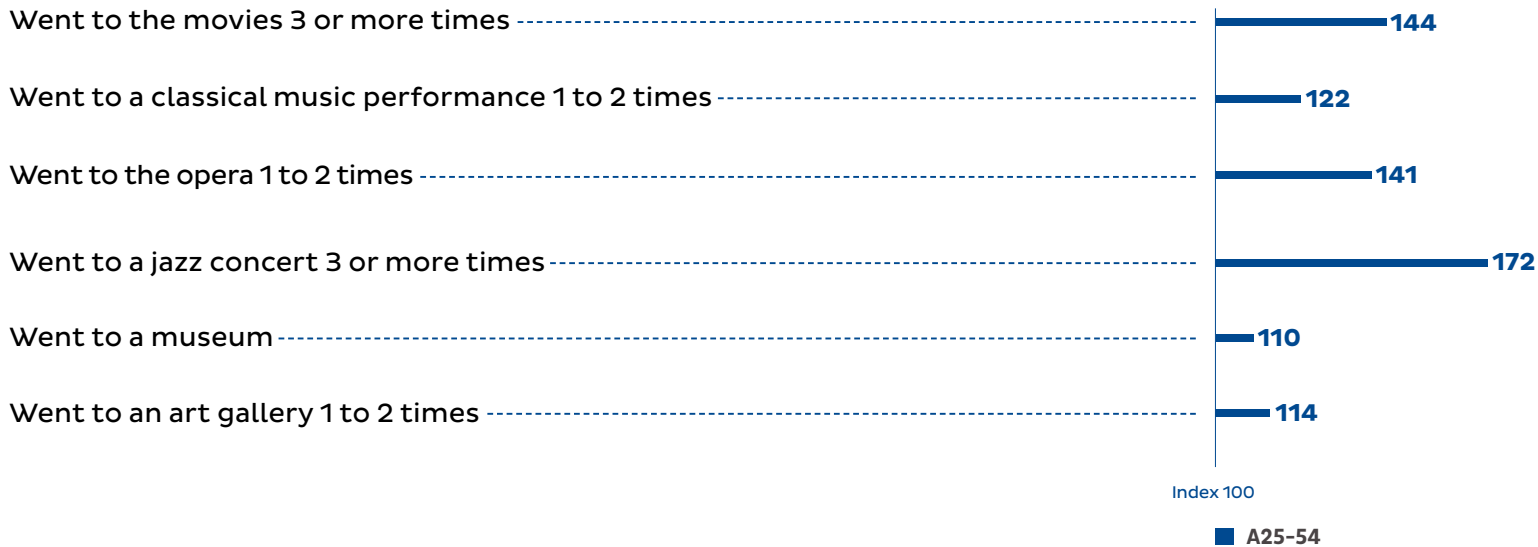 Went to the movies 3 or more times 144
Went to a classical music performance 1 to 2 times 122
Went to the opera 1 to 2 times 141
Went to a jazz concert 3 or more times 172
Went to a museum 110
Went to an art gallery 1 to 2 times 114
Index 100
A25-54